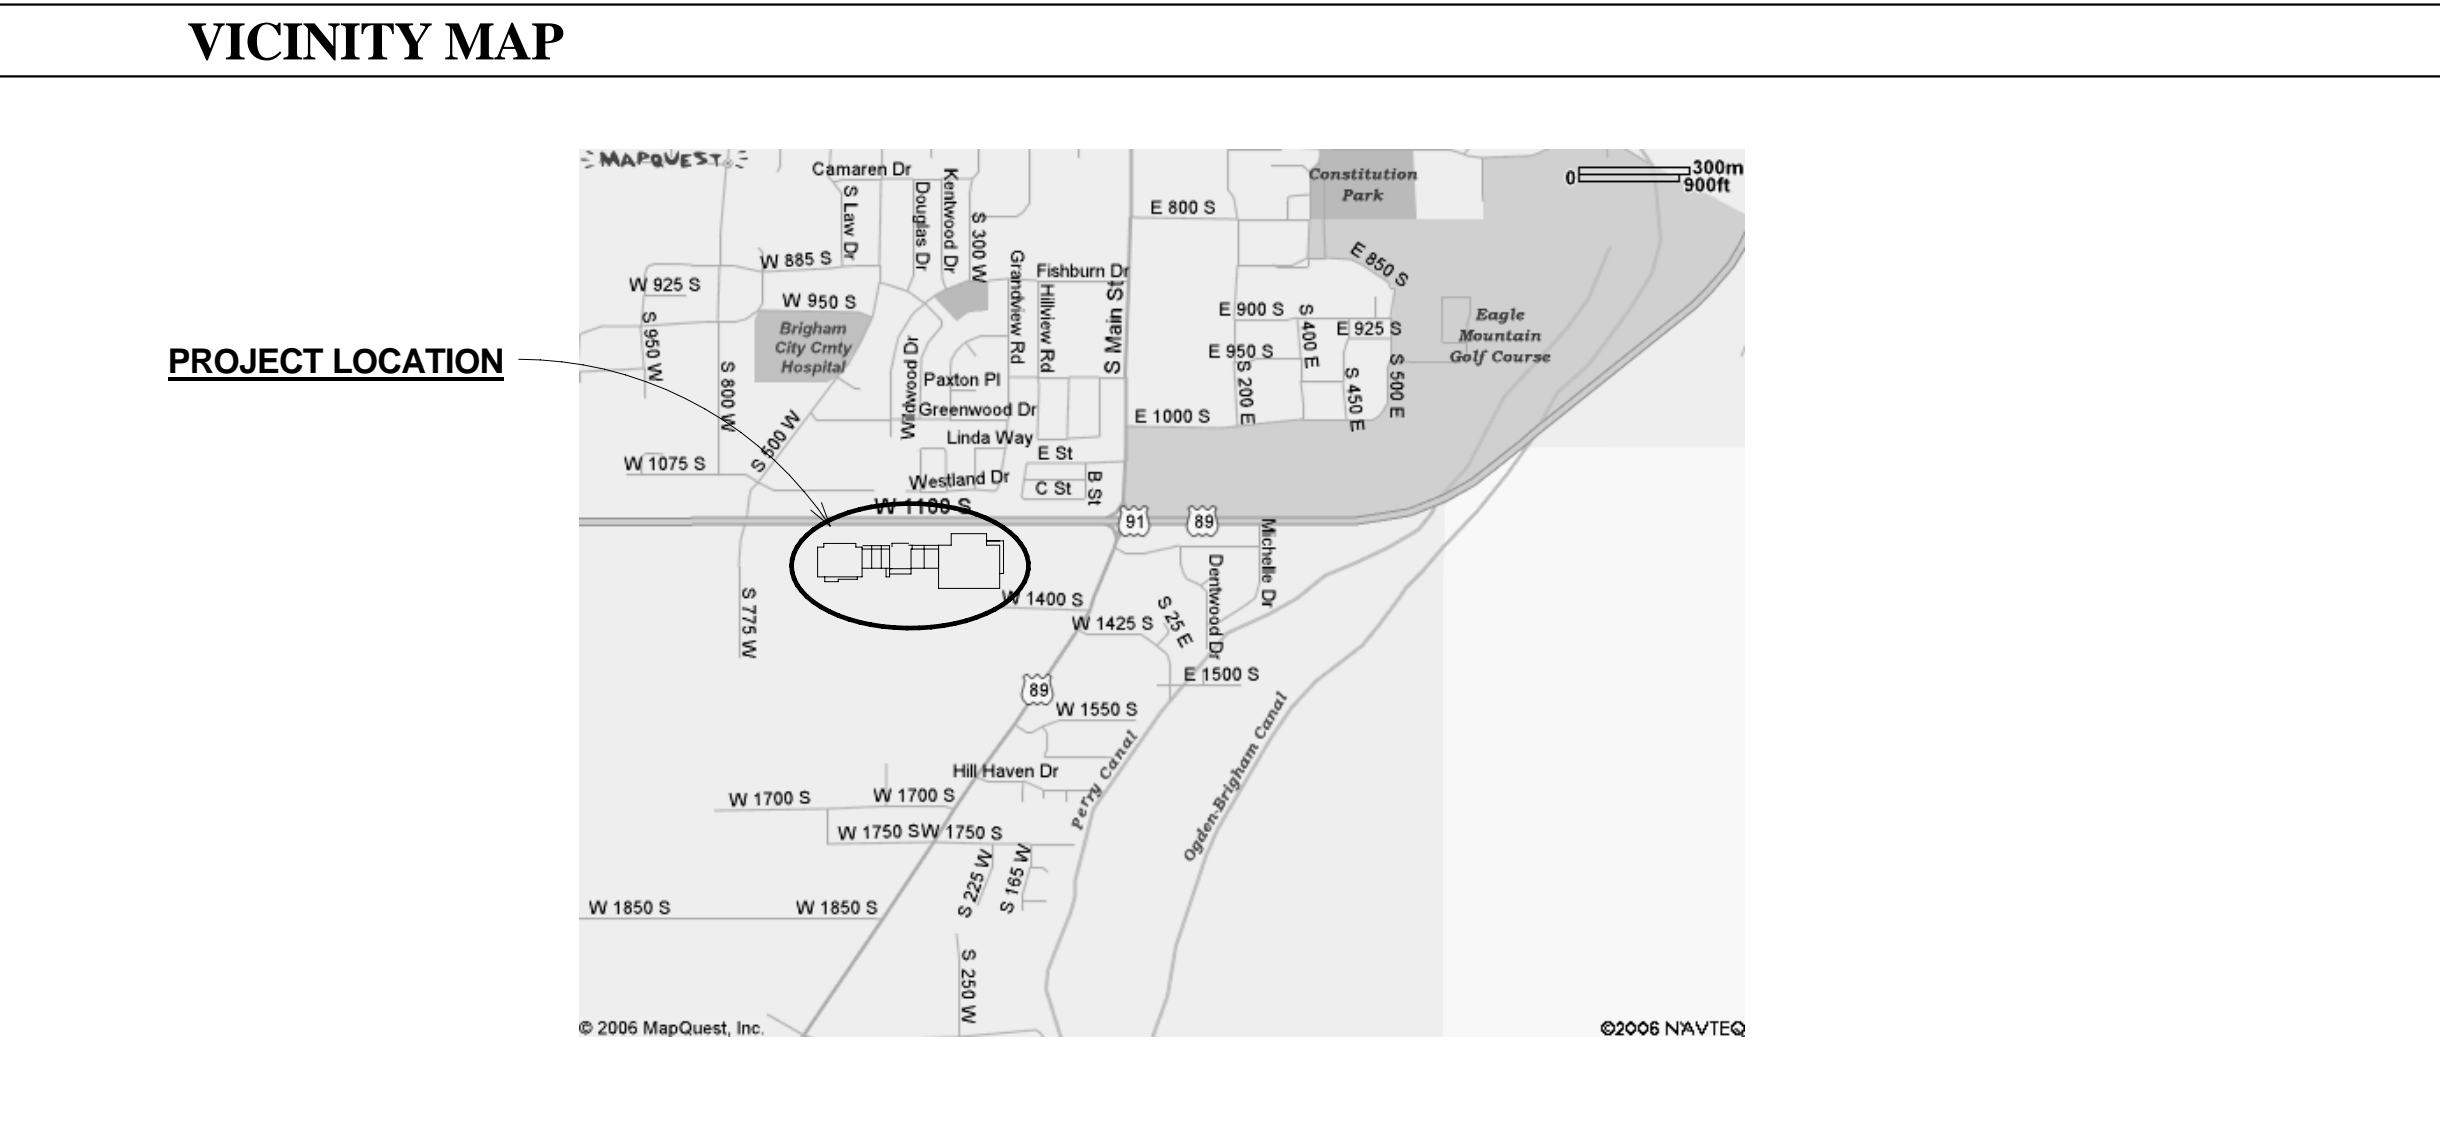 VICINITY MAP
MAPQUEST
Camaren Dr
S Law Dr
Douglas Dr
Kentwood Dr
S 300 W
Constitution
Park
0
300m
900ft
E 800 S
W 885 S
W 925 S
W 950 S
Grandview Rd
Fishburn Dr
Hillview Rd
S Main St
E 850 S
E 900 S
S 400 E
E 925 S
Eagle
Mountain
Golf Course
S 950 W
Brigham
City Cmty
Hospital
PROJECT LOCATION
S 800 W
Wildwood Dr
Paxton Pl
E 950 S
S 200 E
S 450 E
S 500 E
Greenwood Dr
E 1000 S
S 500 W
Linda Way
E St
W 1075 S
Westland Dr
C St
B St
W 1100 S
91
89
Michelle Dr
Dentwood Dr
S 775 W
W 1400 S
W 1425 S
S 25 E
E 1500 S
89
W 1550 S
Perry Canal
Ogden-Brigham Canal
Hill Haven Dr
W 1700 S
W 1700 S
W 1750 S
W 1750 S
S 225 W
S 165 W
W 1850 S
W 1850 S
S 250 W
© 2006 MapQuest, Inc.
©2006 NAVTEQ